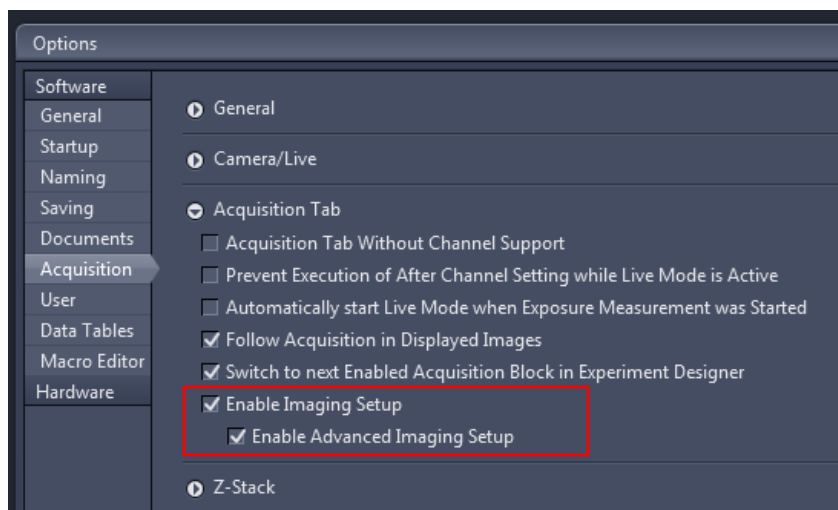 Options
Software
General
Startup
Naming
Saving
Documents
Acquisition
User
Data Tables
Macro Editor
Hardware
General
Camera/Live
Acquisition Tab
Acquisition Tab Without Channel Support
Prevent Execution of After Channel Setting while Live Mode is Active
Automatically start Live Mode when Exposure Measurement was Started
Follow Acquisition in Displayed Images
Switch to next Enabled Acquisition Block in Experiment Designer
Enable Imaging Setup
Enable Advanced Imaging Setup
Z-Stack